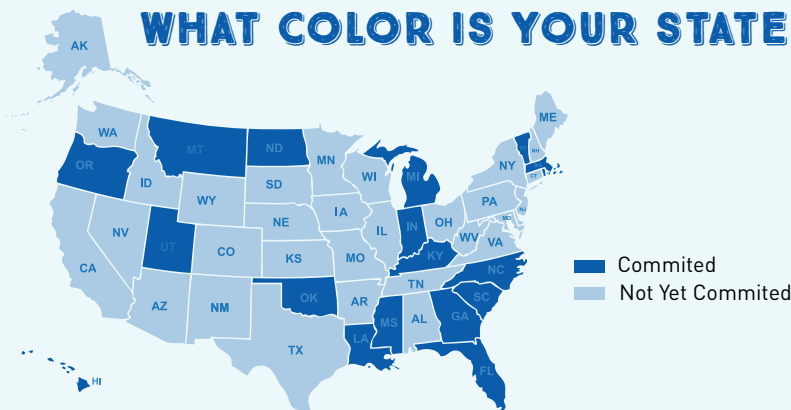 WHAT COLOR IS YOUR STATE
AK
WA
MT
ND
MN
ME
OR
ID
WY
SD
WI
MI
NY
NH
CT
NV
UT
NE
IA
IL
IN
OH
PA
NJ
MD
CA
CO
KS
MO
KY
WV
VA
AZ
NM
OK
AR
TN
NC
TX
LA
MS
AL
GA
SC
FL
HI
Commited
Not Yet Commited